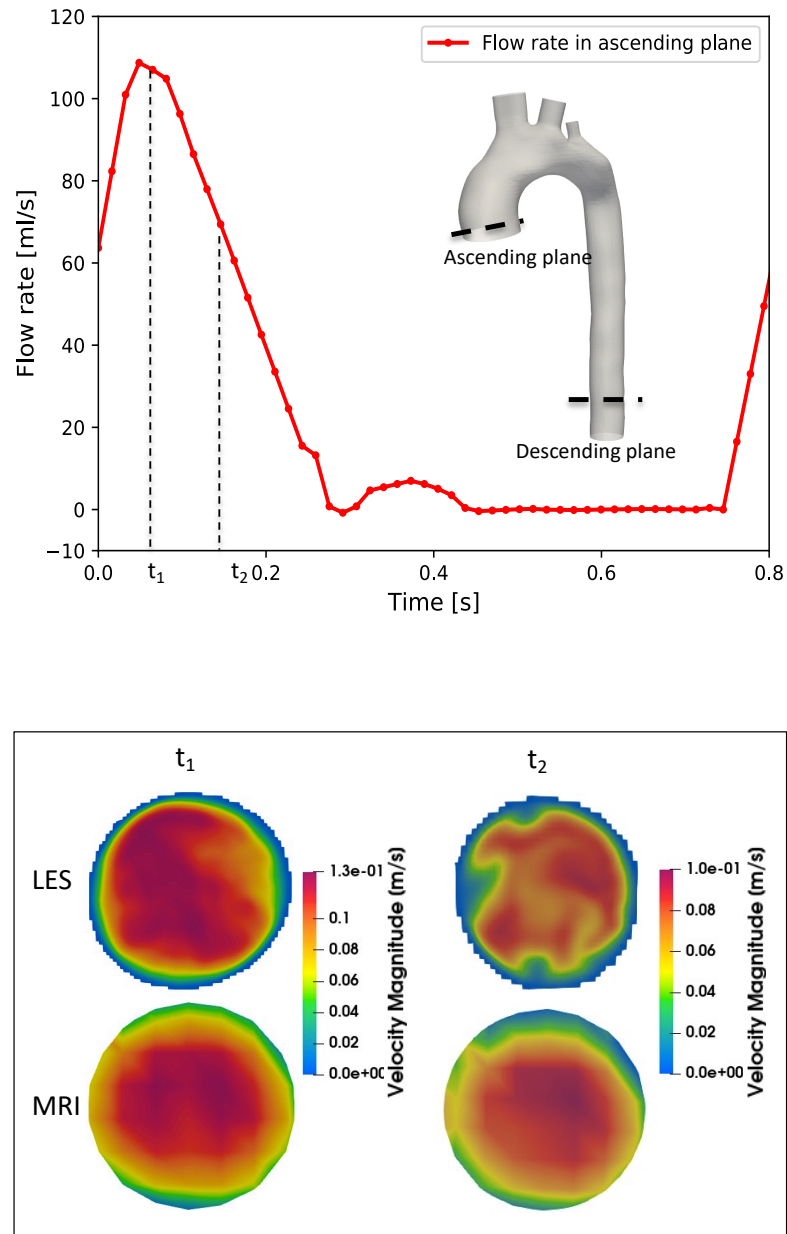 120
100
80
60
40
20
0
−10
Flow rate [ml/s]
Flow rate in ascending plane
Ascending plane
Descending plane
0.0
t1
t2
0.2
0.4
0.6
0.8
Time [s]
t1
t2
LES
1.3e-01
0.1
0.08
0.06
0.04
0.02
0.0e+00
Velocity Magnitude (m/s)
1.0e-01
0.08
0.06
0.04
0.02
0.0e+00
Velocity Magnitude (m/s)
MRI